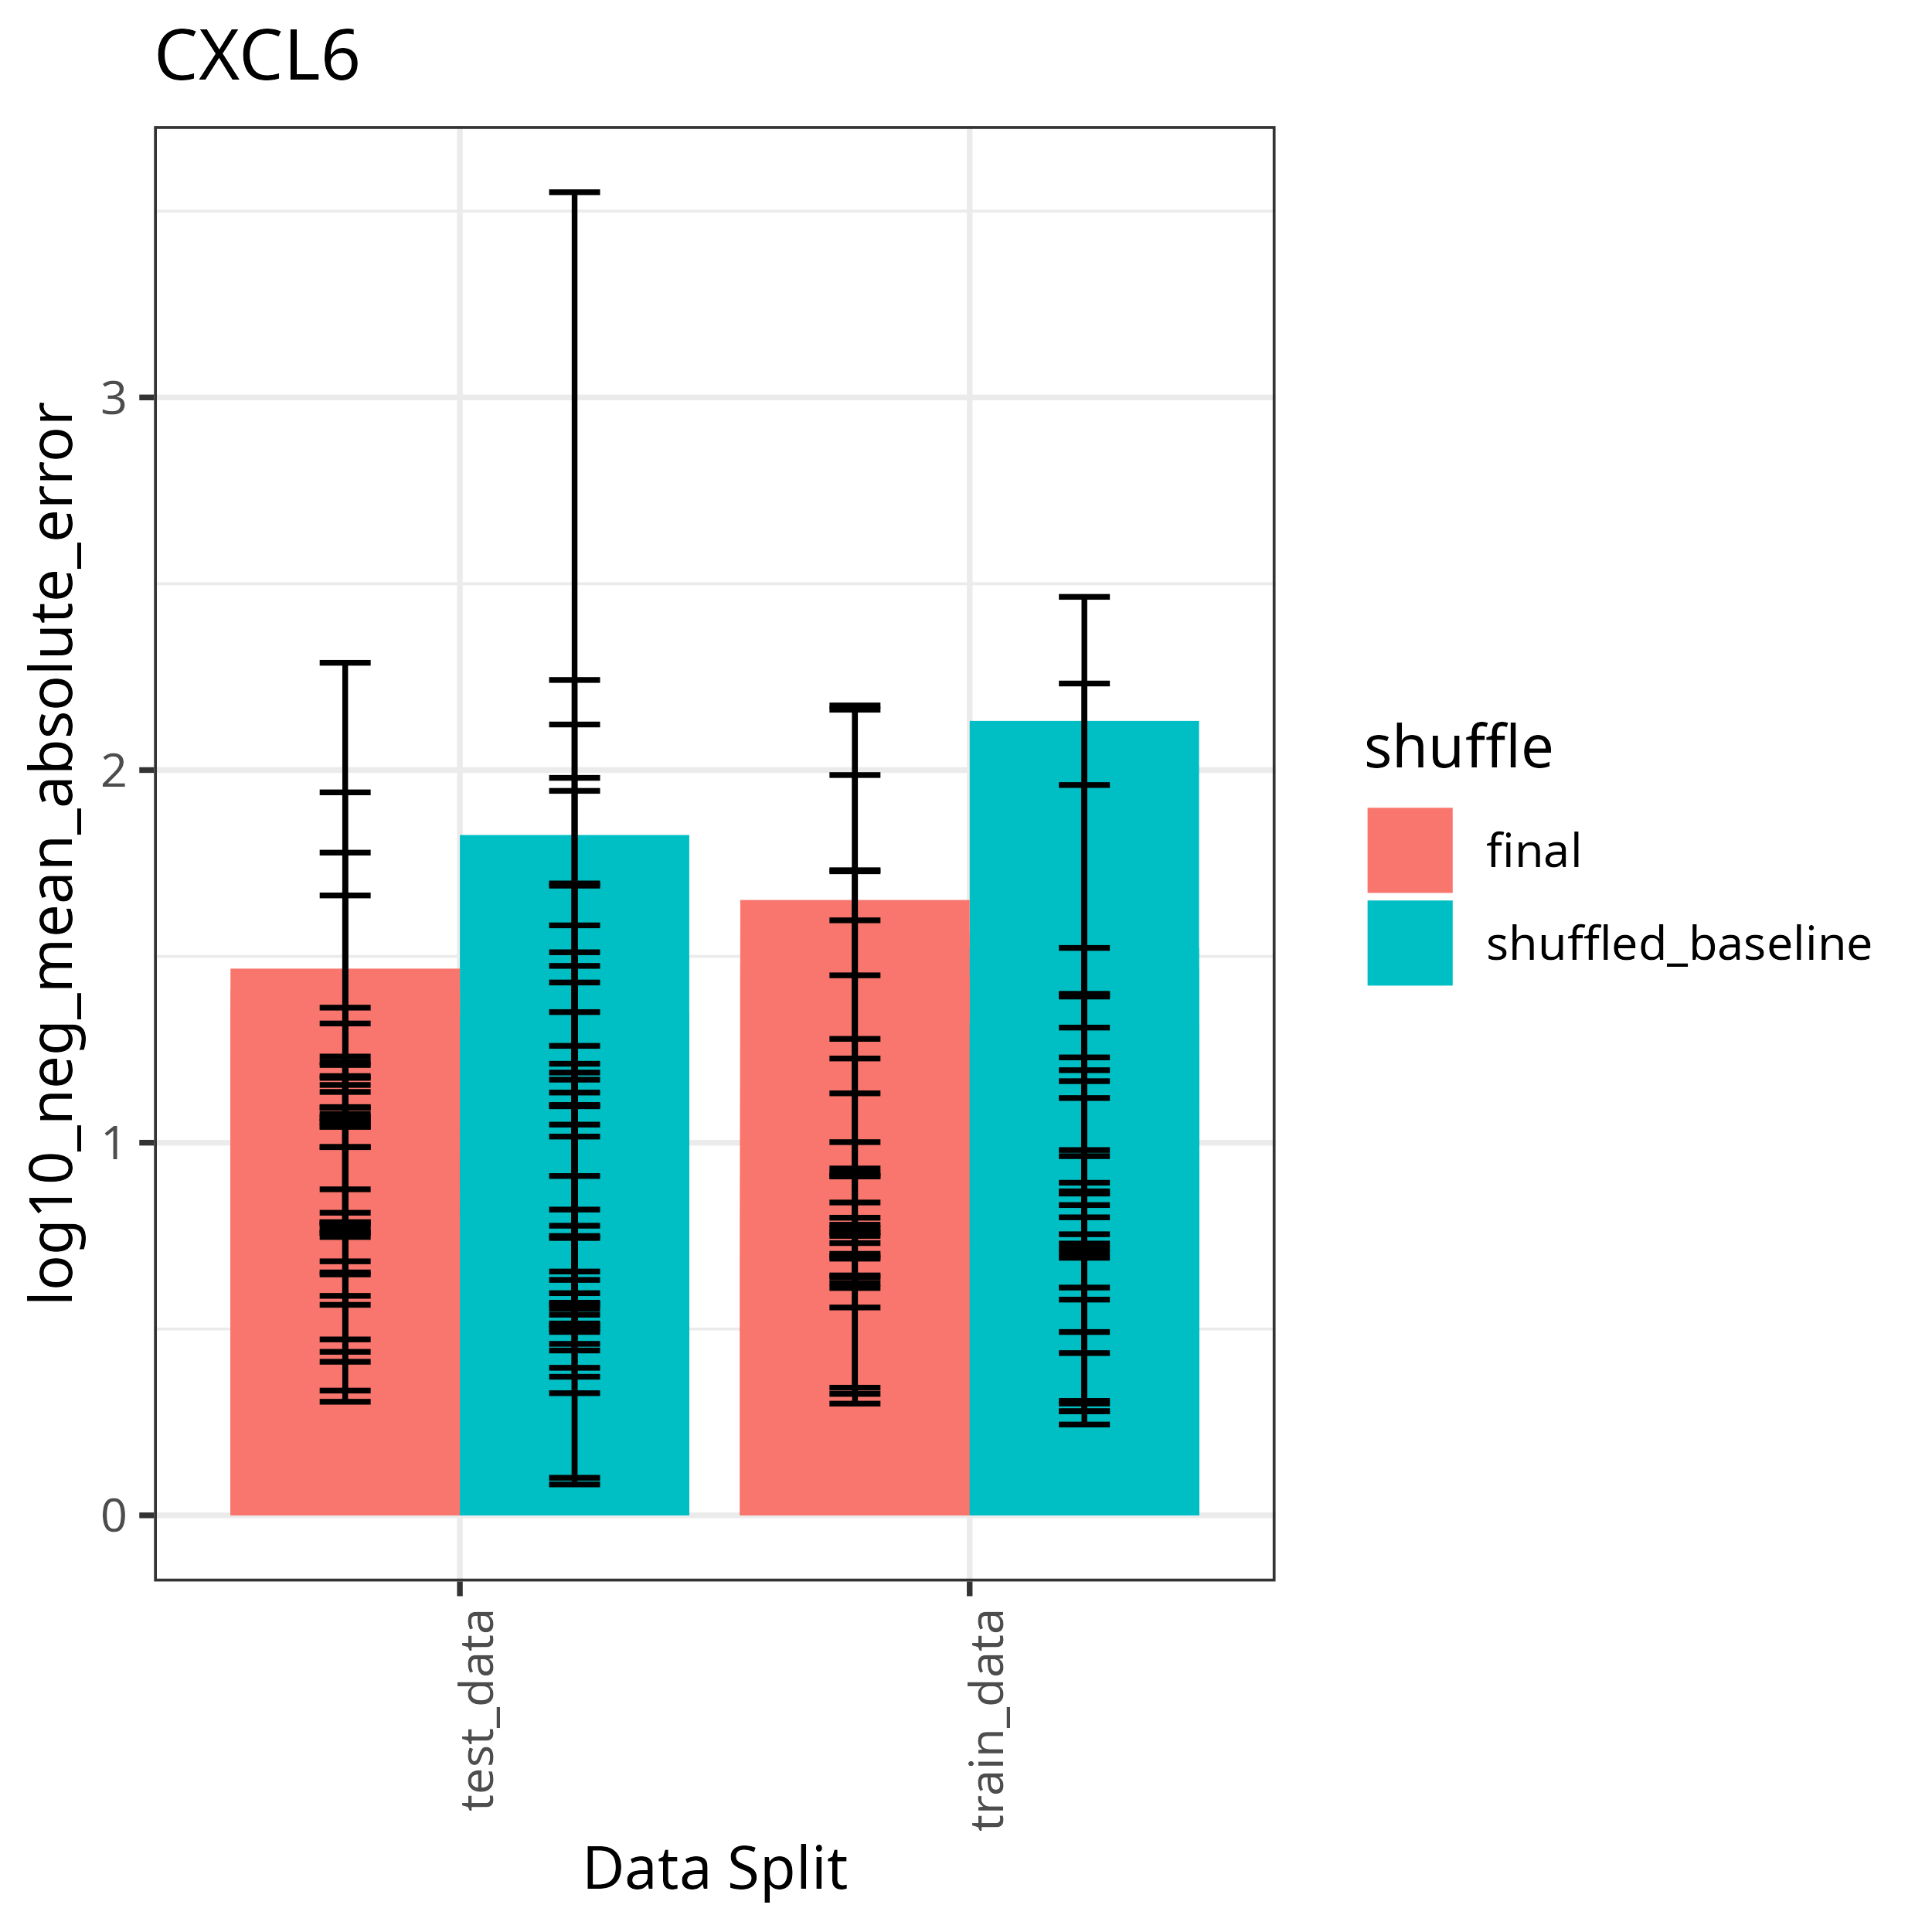 CXCL6
log10_neg_mean_absolute_error
3
2
1
0
test_data
train_data
Data Split
shuffle
final
shuffled_baseline